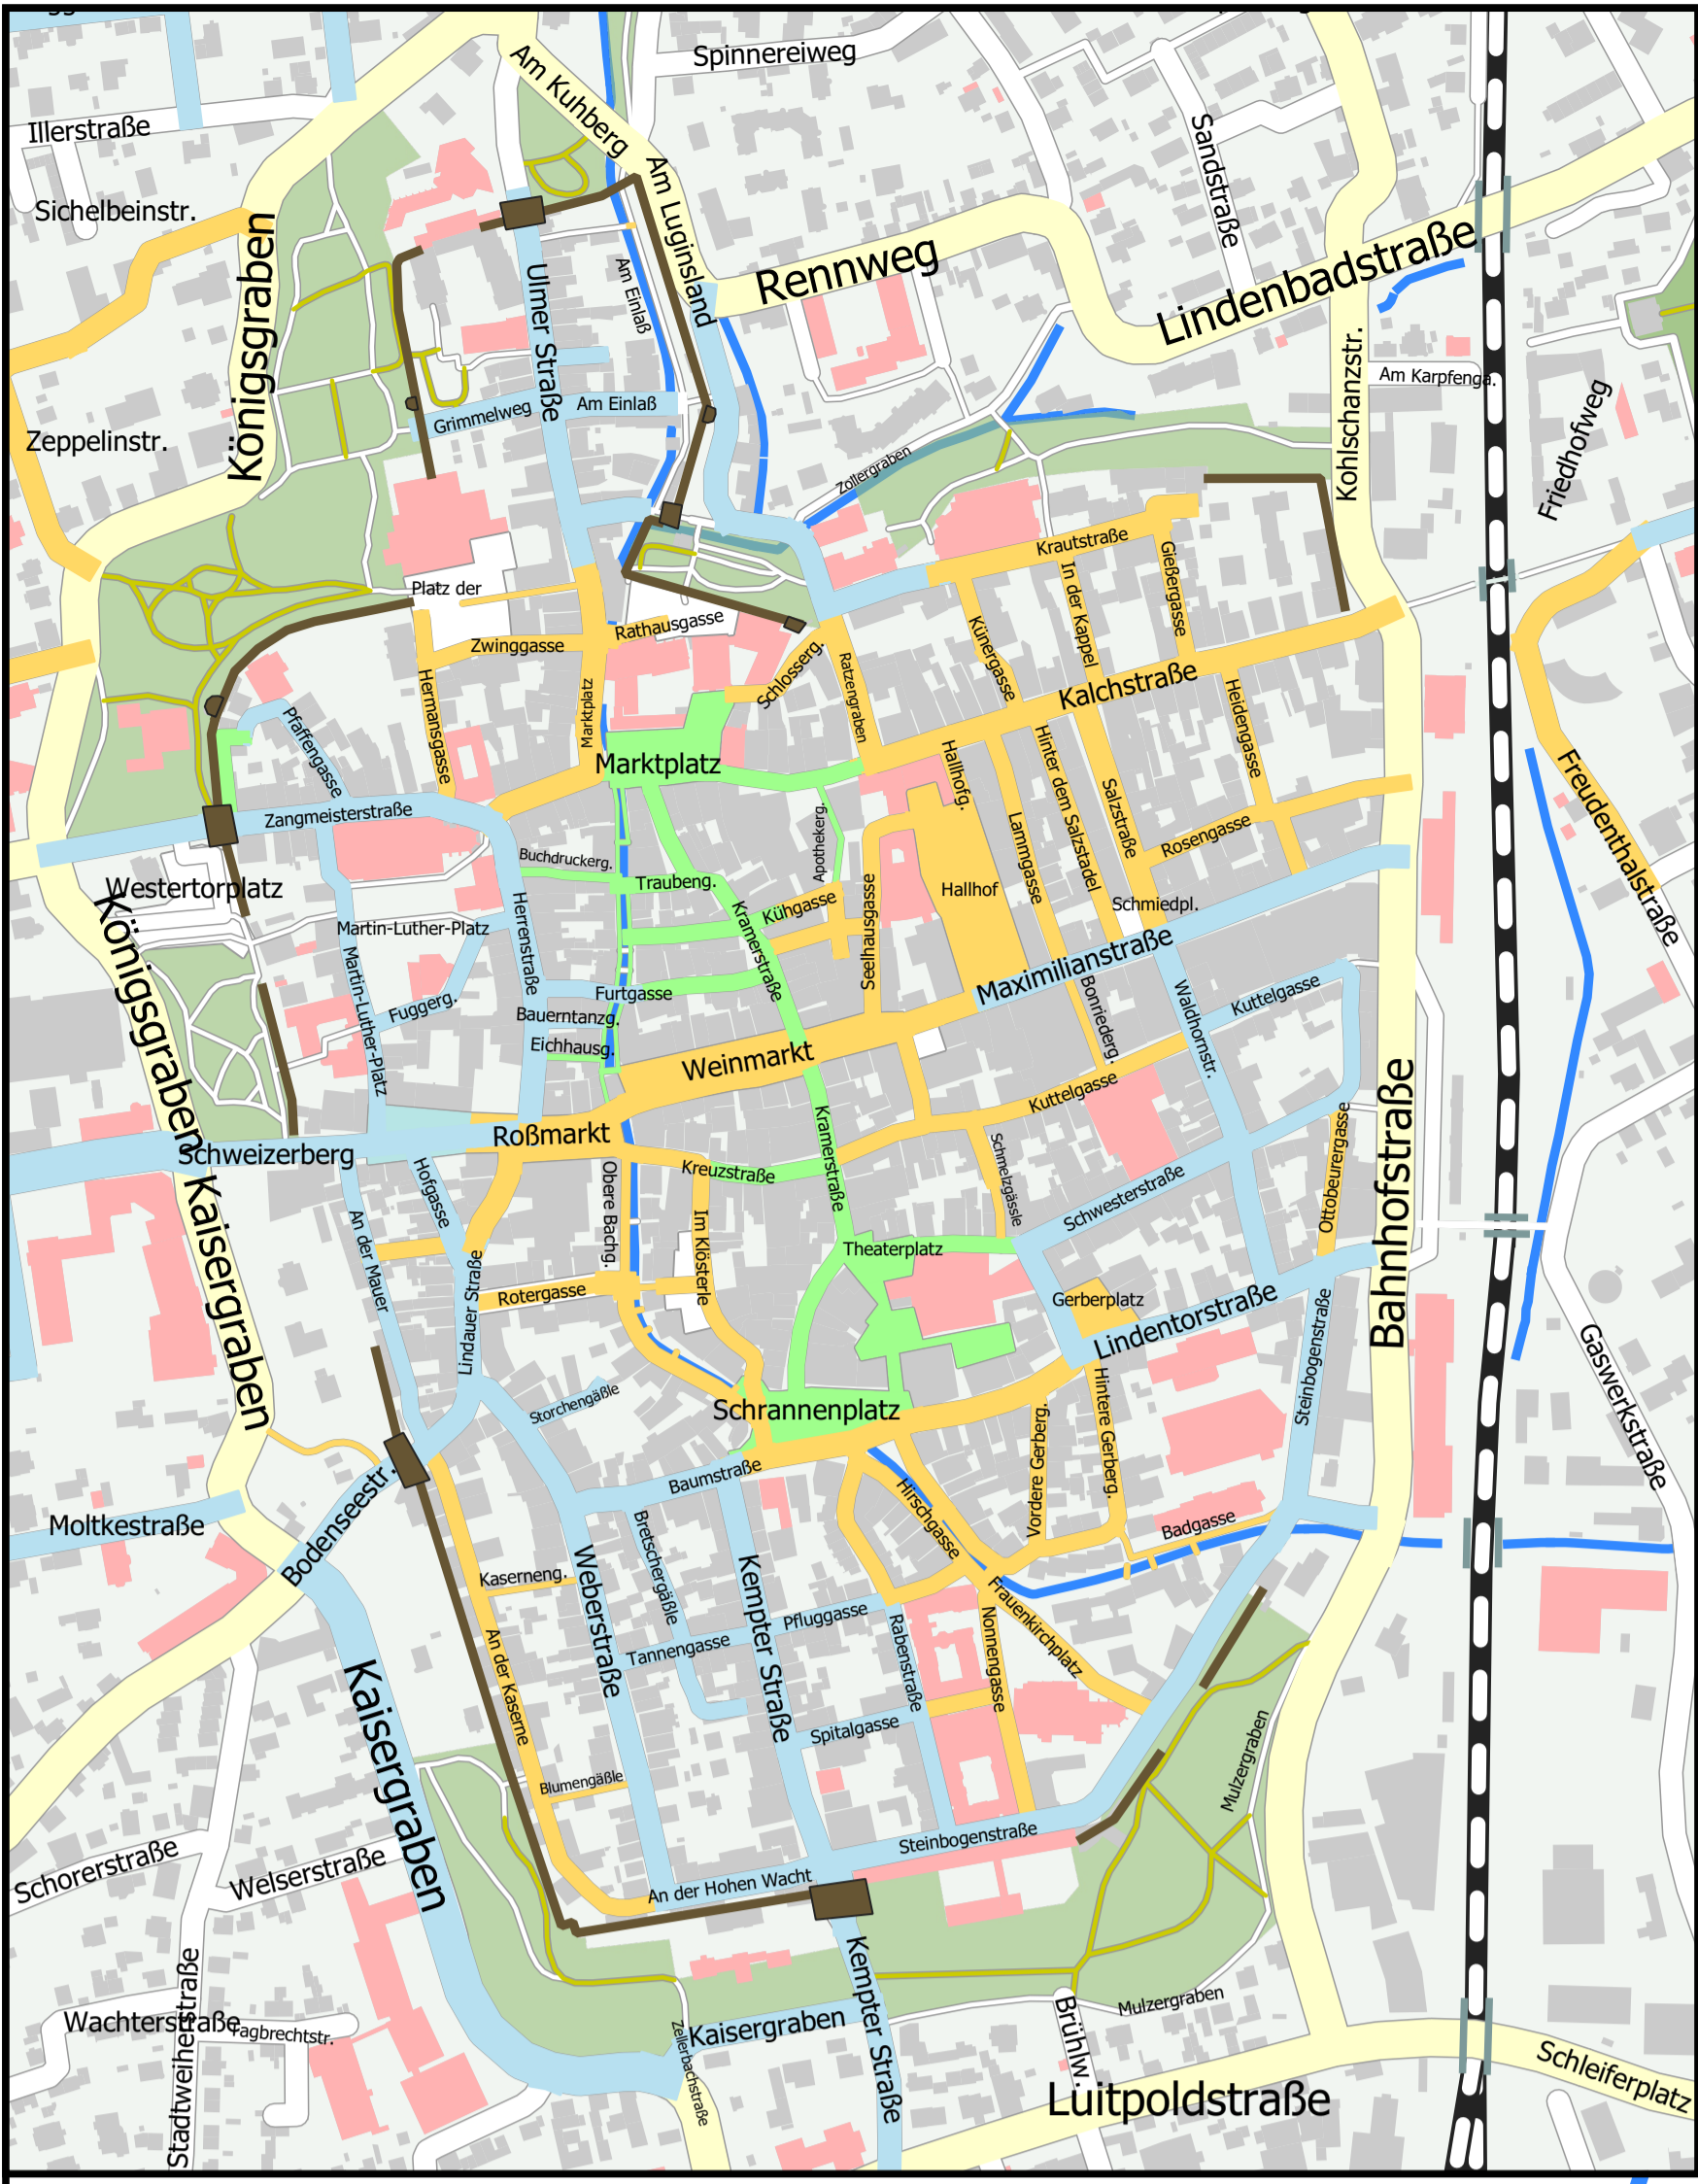 Spinnereiweg
Am Kuhberg
Illerstraße
Sandstraße
Sichelbeinstr.
Am Luginsland
Königsgraben
Rennweg
Lindenbadstraße
Ulmer Straße
Am Einlaß
Kohlschanzstr.
Am Karpfenga.
Grimmelweg
Am Einlaß
Friedhofweg
Zeppelinstr.
Zollergraben
Krautstraße
Gießergasse
In der Kappel
Platz der
Rathausgasse
Zwinggasse
Künergasse
Schlosserg.
Ratzengraben
Hermansgasse
Marktplatz
Kalchstraße
Heidengasse
Pfaffengasse
Marktplatz
Hallhofg.
Hinter dem Salzstadel
Salzstraße
Freudenthalstraße
Zangmeisterstraße
Apothekerg.
Lammgasse
Rosengasse
Buchdruckerg.
Traubeng.
Westertorplatz
Hallhof
Kühgasse
Schmiedpl.
Martin-Luther-Platz
Herrenstraße
Kramerstraße
Seelhausgasse
Maximilianstraße
Königsgraben
Martin-Luther-Platz
Fuggerg.
Furtgasse
Bonriederg.
Waldhornstr.
Kuttelgasse
Bauerntanzg.
Eichhausg.
Weinmarkt
Kuttelgasse
Bahnhofstraße
Roßmarkt
Schweizerberg
Kramerstraße
Schmelzgässle
Ottobeurergasse
Kreuzstraße
Hofgasse
Obere Bachg.
Schwesterstraße
Kaisergraben
An der Mauer
Im Klösterle
Theaterplatz
Lindauer Straße
Rotergasse
Gerberplatz
Lindentorstraße
Steinbogenstraße
Gaswerkstraße
Storchengäßle
Schrannenplatz
Vordere Gerberg.
Hintere Gerberg.
Baumstraße
Bodenseestr.
Moltkestraße
Hirschgasse
Badgasse
Bretschergäßle
Kaserneng.
Weberstraße
Kempter Straße
Frauenkirchplatz
Pfluggasse
Nonnengasse
Rabenstraße
Tannengasse
An der Kaserne
Kaisergraben
Spitalgasse
Mulzergraben
Blumengäßle
Steinbogenstraße
Schorerstraße
Welserstraße
An der Hohen Wacht
Kempter Straße
Stadtweiherstraße
Mulzergraben
Brühlw.
Wachterstraße
Tagbrechtstr.
Kaisergraben
Zellerbachstraße
Luitpoldstraße
Schleiferplatz